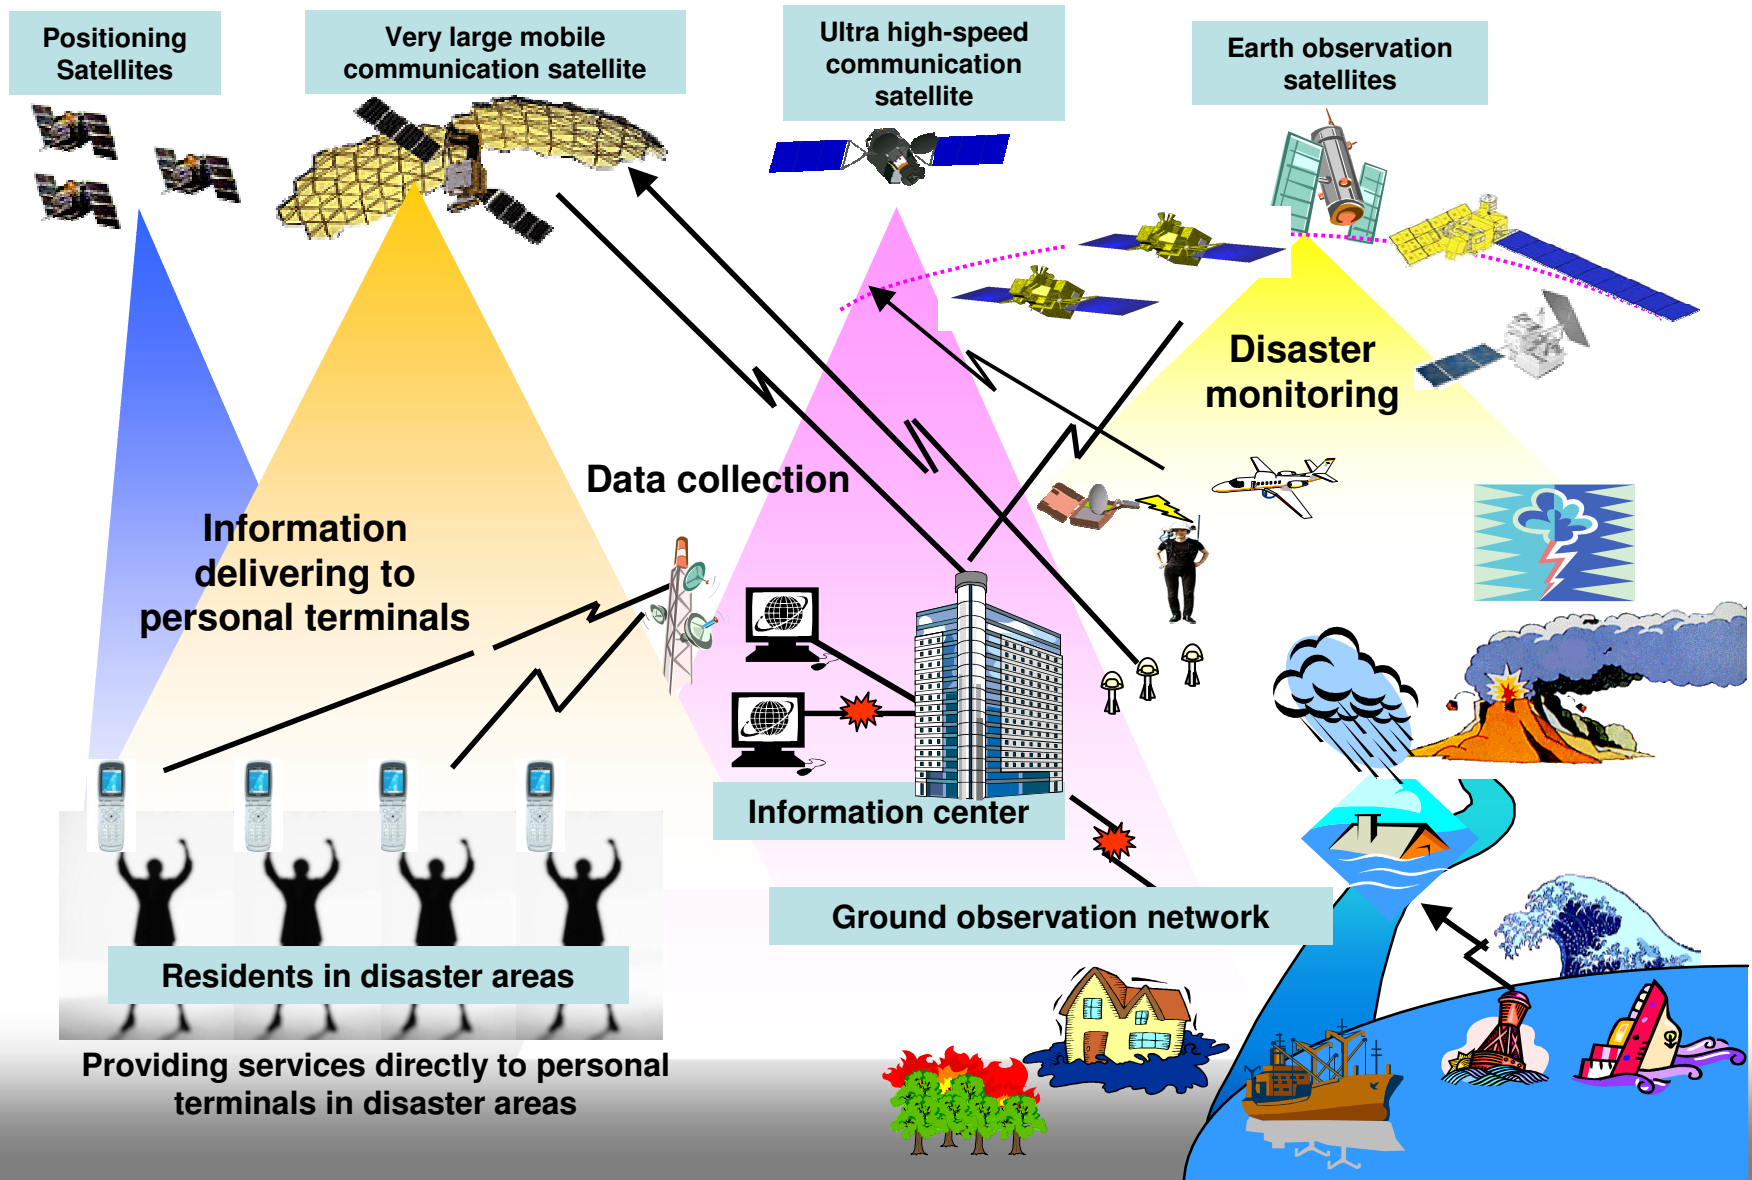 Positioning
Satellites
Very large mobile
communication satellite
Ultra high-speed
communication
satellite
Earth observation
satellites
Disaster
monitoring
Data collection
Information
delivering to
personal terminals
Information center
Ground observation network
Residents in disaster areas
Providing services directly to personal
terminals in disaster areas